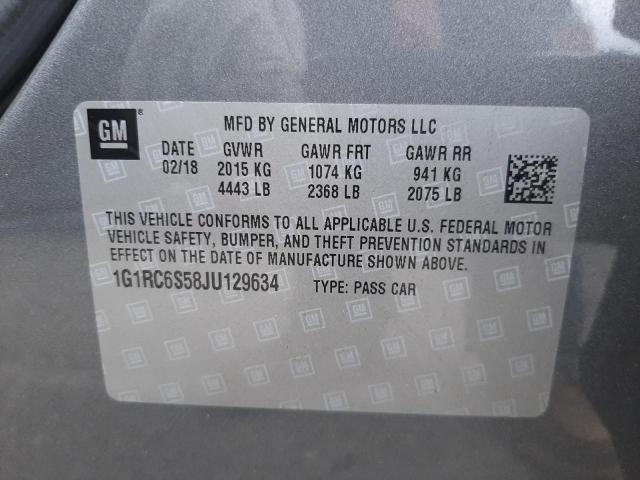 GM ®
MFD BY GENERAL MOTORS LLC
DATE GVWR GAWR FRT GAWR RR
02/18 2015 KG 1074 KG 941 KG
4443 LB 2368 LB 2075 LB
THIS VEHICLE CONFORMS TO ALL APPLICABLE U.S. FEDERAL MOTOR
VEHICLE SAFETY, BUMPER, AND THEFT PREVENTION STANDARDS IN
EFFECT ON THE DATE OF MANUFACTURE SHOWN ABOVE.
1G1RC6S58JU129634 TYPE: PASS CAR